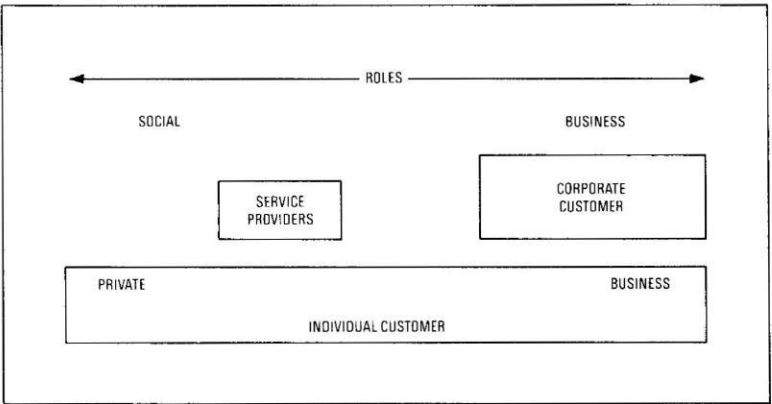 ROLES
SOCIAL
BUSINESS
SERVICE
PROVIDERS
CORPORATE
CUSTOMER
PRIVATE
BUSINESS
INDIVIDUAL CUSTOMER